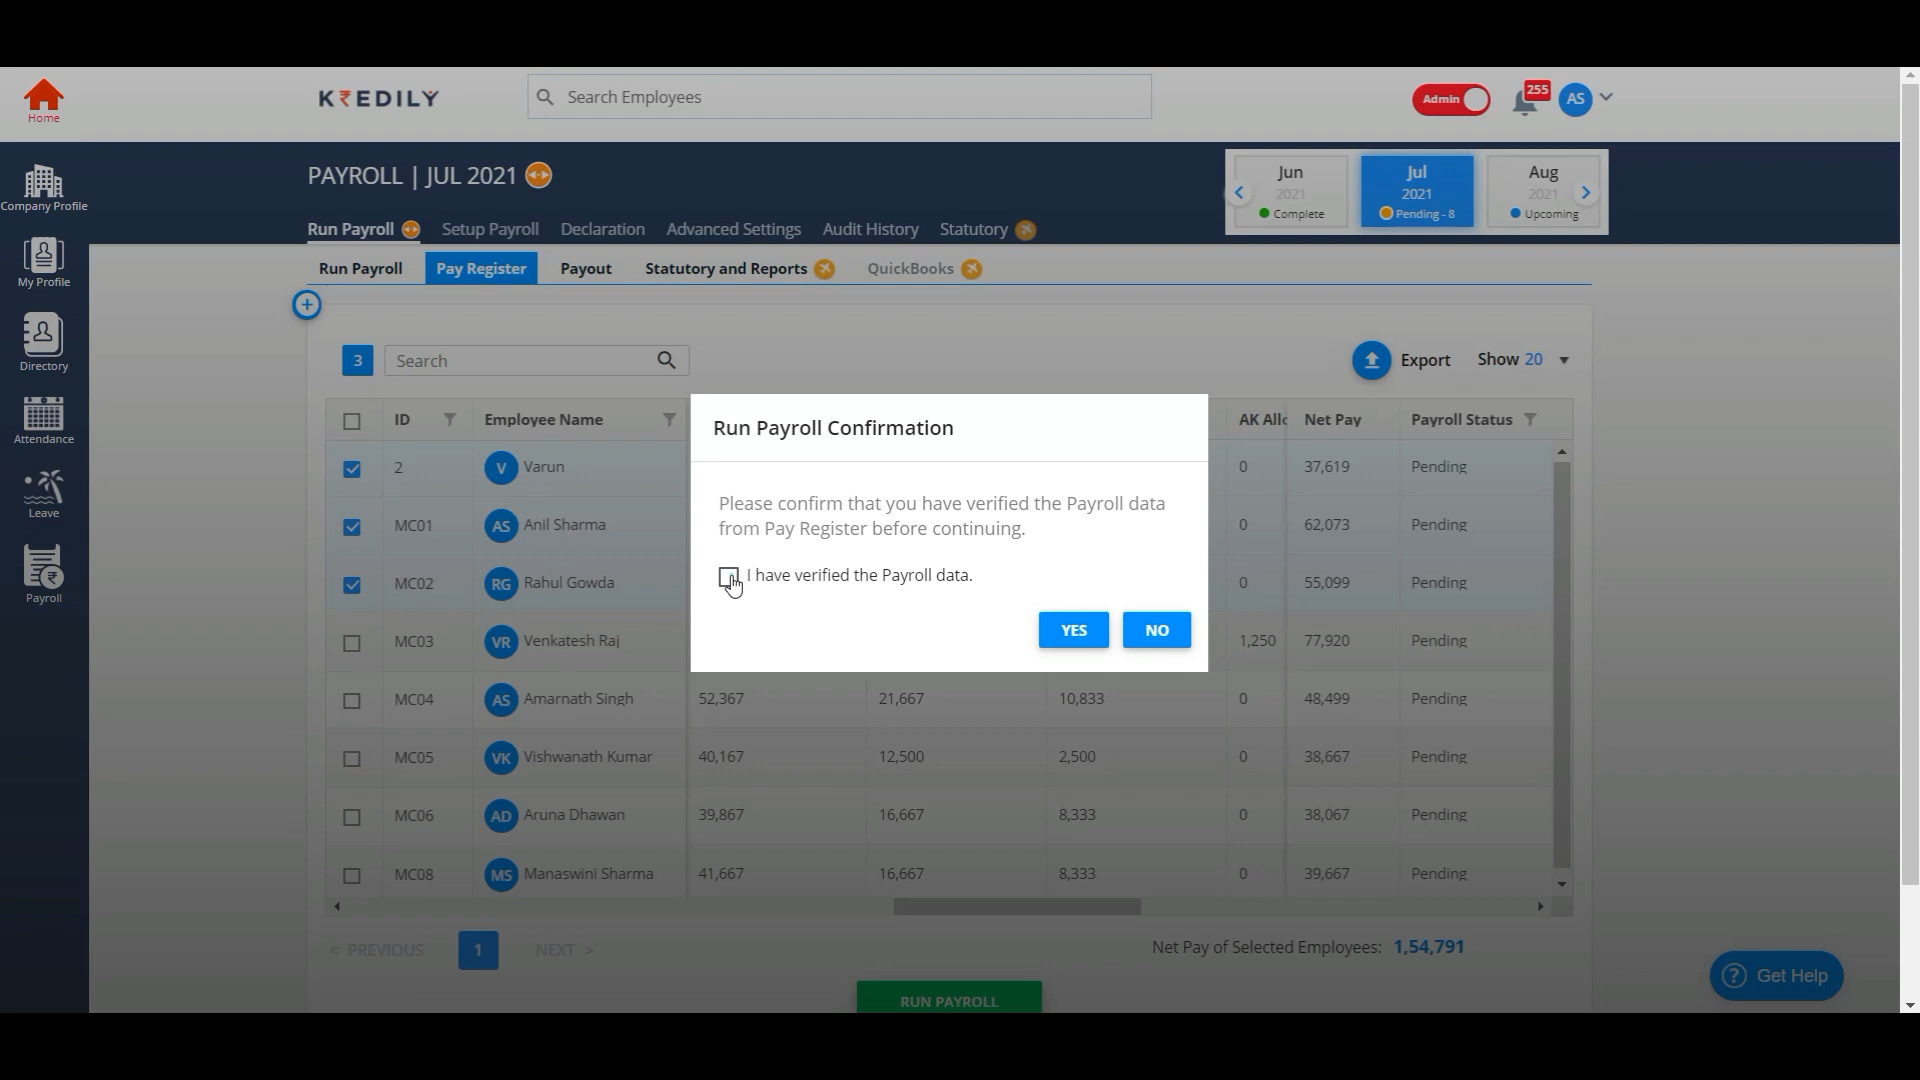 Home
K₹EDILY
Search Employees
Admin
255
AS
Company Profile
My Profile
Directory
Attendance
Leave
Payroll
PAYROLL | JUL 2021
Jun
2021
Complete
Jul
2021
Pending - 8
Aug
2021
Upcoming
Run Payroll Setup Payroll Declaration Advanced Settings Audit History Statutory
Run Payroll Pay Register Payout Statutory and Reports QuickBooks
3 Search Export Show 20
ID Employee Name AK Allo Net Pay Payroll Status
2 V Varun 0 37,619 Pending
MC01 AS Anil Sharma 0 62,073 Pending
MC02 RG Rahul Gowda 0 55,099 Pending
MC03 VR Venkatesh Raj 1,250 77,920 Pending
MC04 AS Amarnath Singh 52,367 21,667 10,833 0 48,499 Pending
MC05 VK Vishwanath Kumar 40,167 12,500 2,500 0 38,667 Pending
MC06 AD Aruna Dhawan 39,867 16,667 8,333 0 38,067 Pending
MC08 MS Manaswini Sharma 41,667 16,667 8,333 0 39,667 Pending
Run Payroll Confirmation
Please confirm that you have verified the Payroll data
from Pay Register before continuing.
I have verified the Payroll data.
YES NO
< PREVIOUS 1 NEXT >
Net Pay of Selected Employees: 1,54,791
RUN PAYROLL
? Get Help